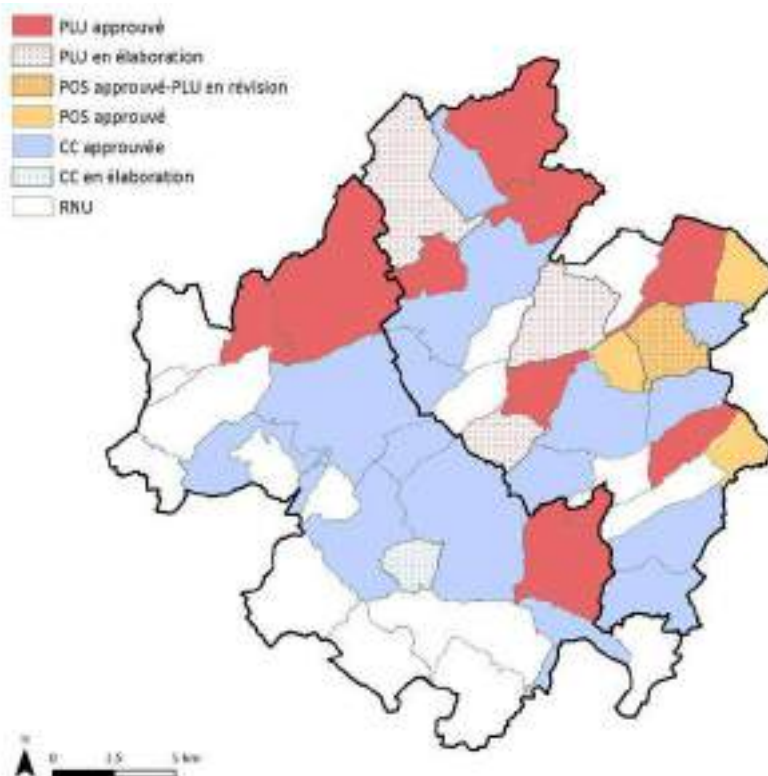 PLU approuvé
PLU en élaboration
POS approuvé-PLU en révision
POS approuvé
CC approuvée
CC en élaboration
RNU
N
0 2.5 5 km